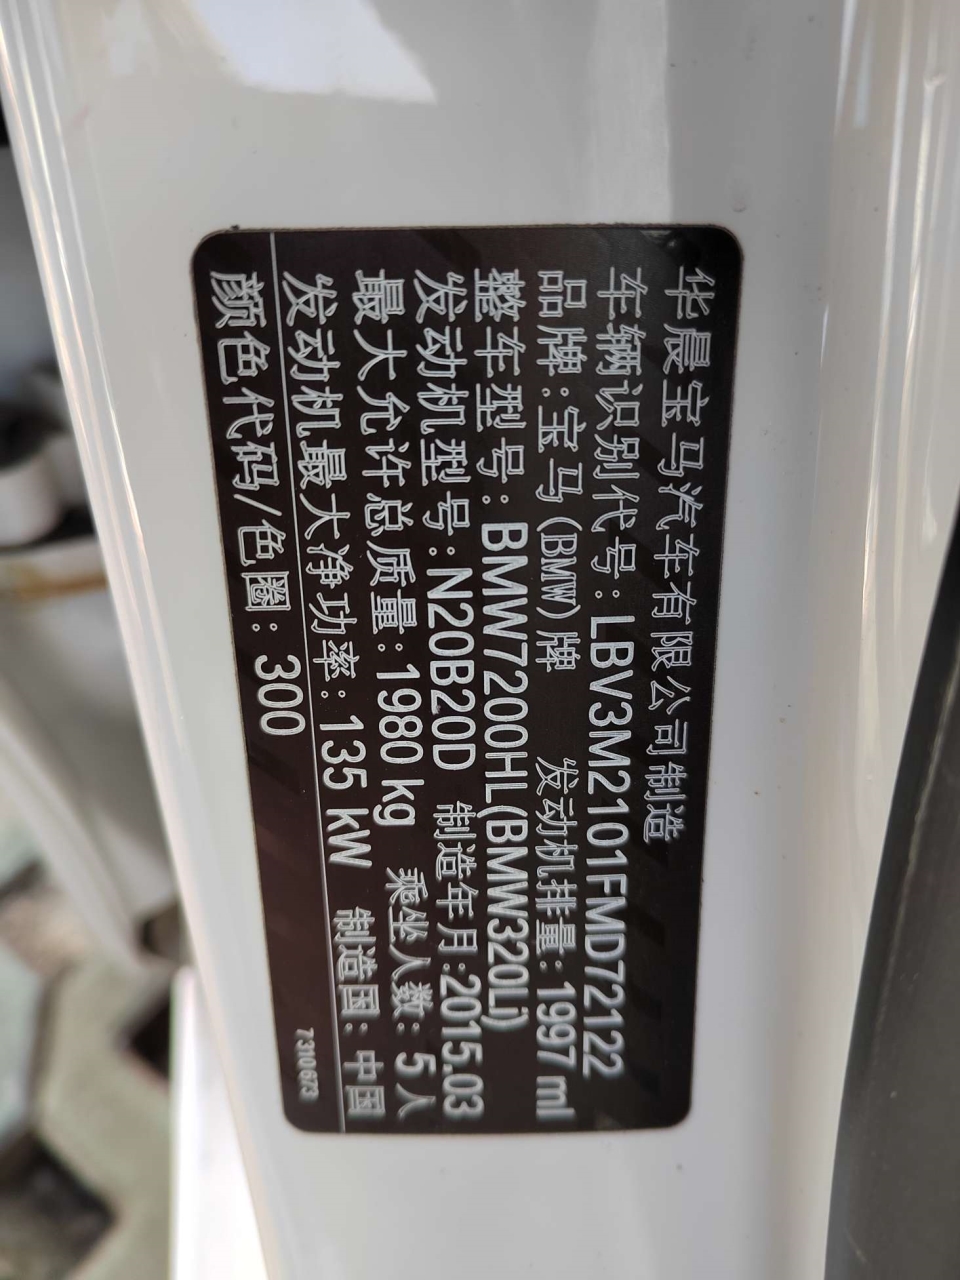 华晨宝马汽车有限公司制造
车辆识别代号:LBV3M2101FMD72122
品牌:宝马(BMW)牌 发动机排量:1997 ml
整车型号:BMW7200HL(BMW320Li)
发动机型号:N20B20D 制造年月:2015.03
最大允许总质量:1980 kg 乘坐人数:5人
发动机最大净功率:135 kW 制造国:中国
颜色代码/色圈:300
7310673